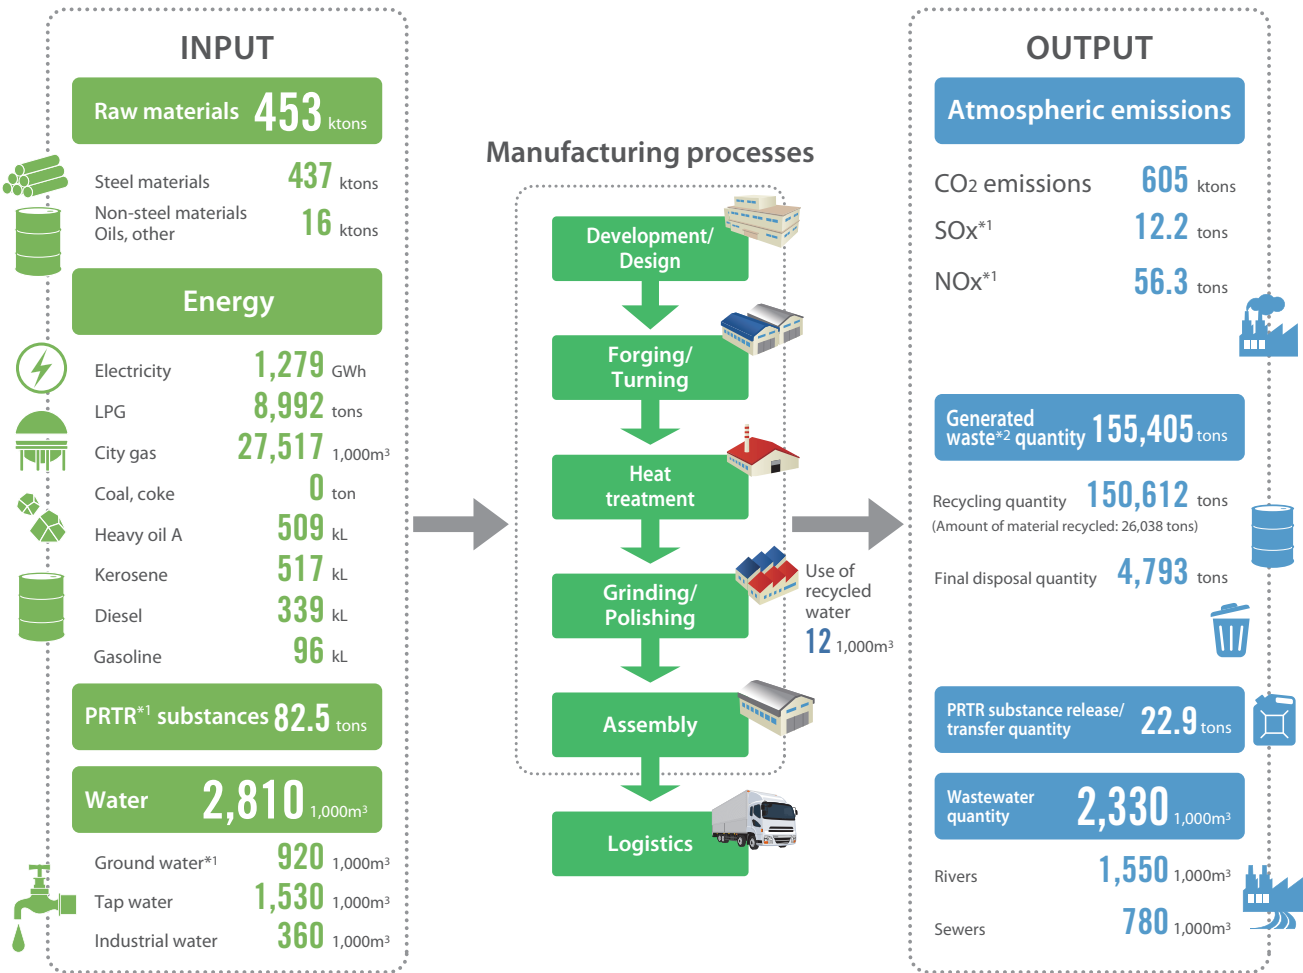 INPUT
Raw materials 453 ktons
Steel materials 437 ktons
Non-steel materials
Oils, other 16 ktons
Energy
Electricity 1,279 GWh
LPG 8,992 tons
City gas 27,517 1,000m³
Coal, coke 0 ton
Heavy oil A 509 kL
Kerosene 517 kL
Diesel 339 kL
Gasoline 96 kL
PRTR*1 substances 82.5 tons
Water 2,810 1,000m³
Ground water*1 920 1,000m³
Tap water 1,530 1,000m³
Industrial water 360 1,000m³
Manufacturing processes
Development/
Design
Forging/
Turning
Heat
treatment
Grinding/
Polishing
Use of
recycled
water
12 1,000m³
Assembly
Logistics
OUTPUT
Atmospheric emissions
CO2 emissions 605 ktons
SOx*1 12.2 tons
NOx*1 56.3 tons
Generated
waste*2 quantity 155,405 tons
Recycling quantity 150,612 tons
(Amount of material recycled: 26,038 tons)
Final disposal quantity 4,793 tons
PRTR substance release/
transfer quantity 22.9 tons
Wastewater
quantity 2,330 1,000m³
Rivers 1,550 1,000m³
Sewers 780 1,000m³